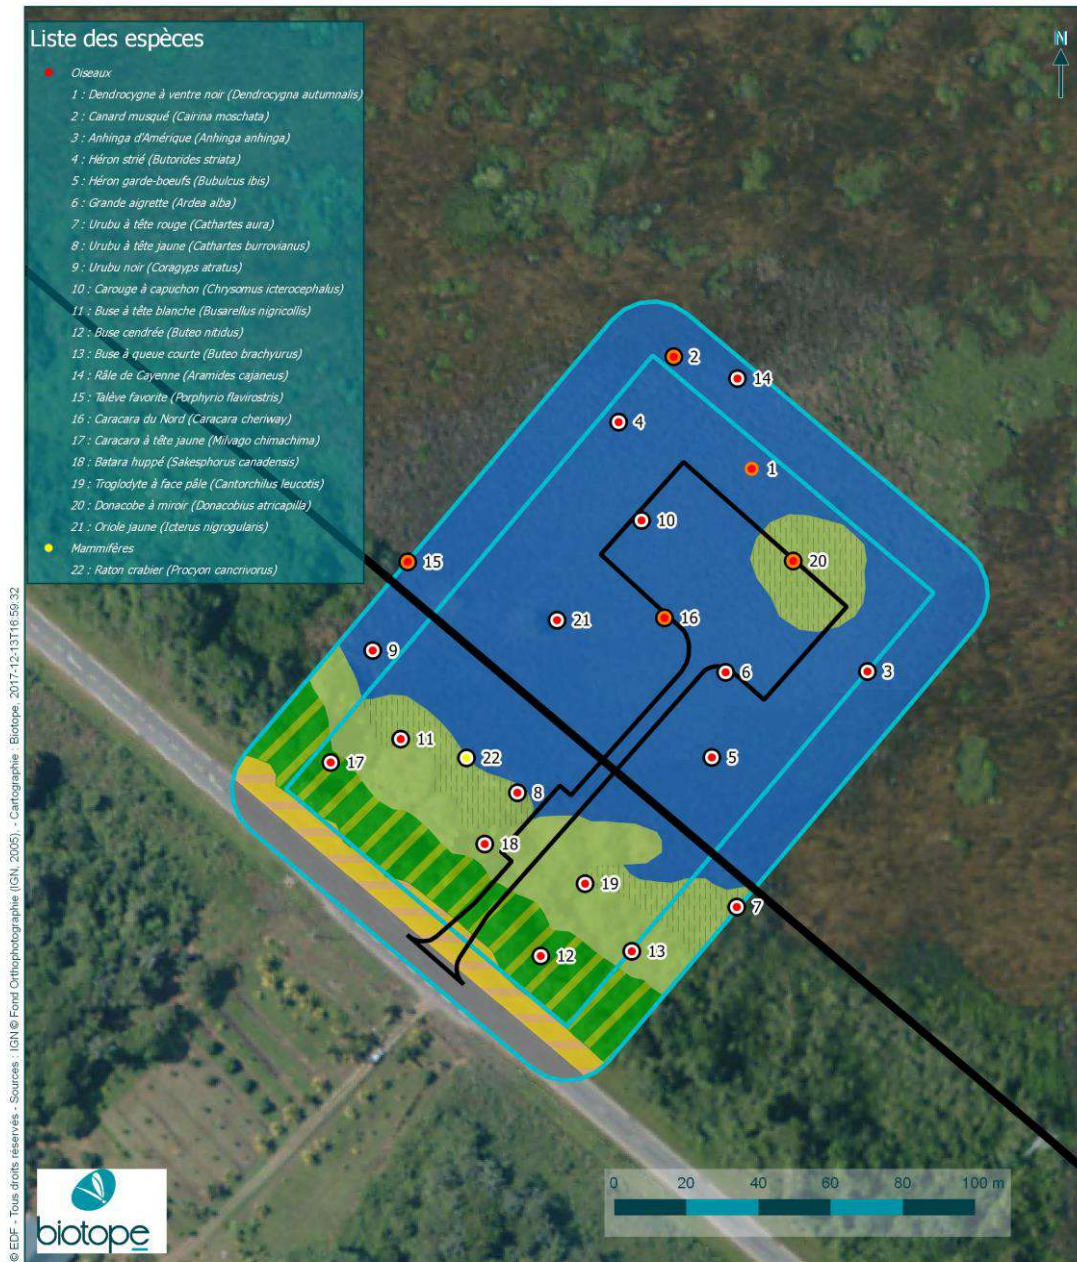 Liste des espèces
Oiseaux
1 : Dendrocygne à ventre noir (Dendrocygna autumnalis)
2 : Canard musqué (Cairina moschata)
3 : Anhinga d'Amérique (Anhinga anhinga)
4 : Héron strié (Butorides striata)
5 : Héron garde-boeufs (Bubulcus ibis)
6 : Grande aigrette (Ardea alba)
7 : Urubu à tête rouge (Cathartes aura)
8 : Urubu à tête jaune (Cathartes burrovianus)
9 : Urubu noir (Coragyps atratus)
10 : Carouge à capuchon (Chrysomus icterocephalus)
11 : Buse à tête blanche (Busarellus nigricollis)
12 : Buse cendrée (Buteo nitidus)
13 : Buse à queue courte (Buteo brachyurus)
14 : Râle de Cayenne (Aramides cajaneus)
15 : Talève favorite (Porphyrio flavirostris)
16 : Caracara du Nord (Caracara cheriway)
17 : Caracara à tête jaune (Milvago chimachima)
18 : Batara huppé (Sakesphorus canadensis)
19 : Troglodyte à face pâle (Cantorchilus leucotis)
20 : Donacobe à miroir (Donacobius atricapilla)
21 : Oriole jaune (Icterus nigrogularis)
Mammifères
22 : Raton crabier (Procyon cancrivorus)
N
2
14
4
1
10
15
20
16
21
9
6
3
11
22
5
17
8
18
19
7
13
12
0 20 40 60 80 100 m
biotope
© EDF - Tous droits réservés - Sources : IGN © Fond Orthophotographie (IGN, 2005), - Cartographie : Biotope, 2017-12-13T16:59:32